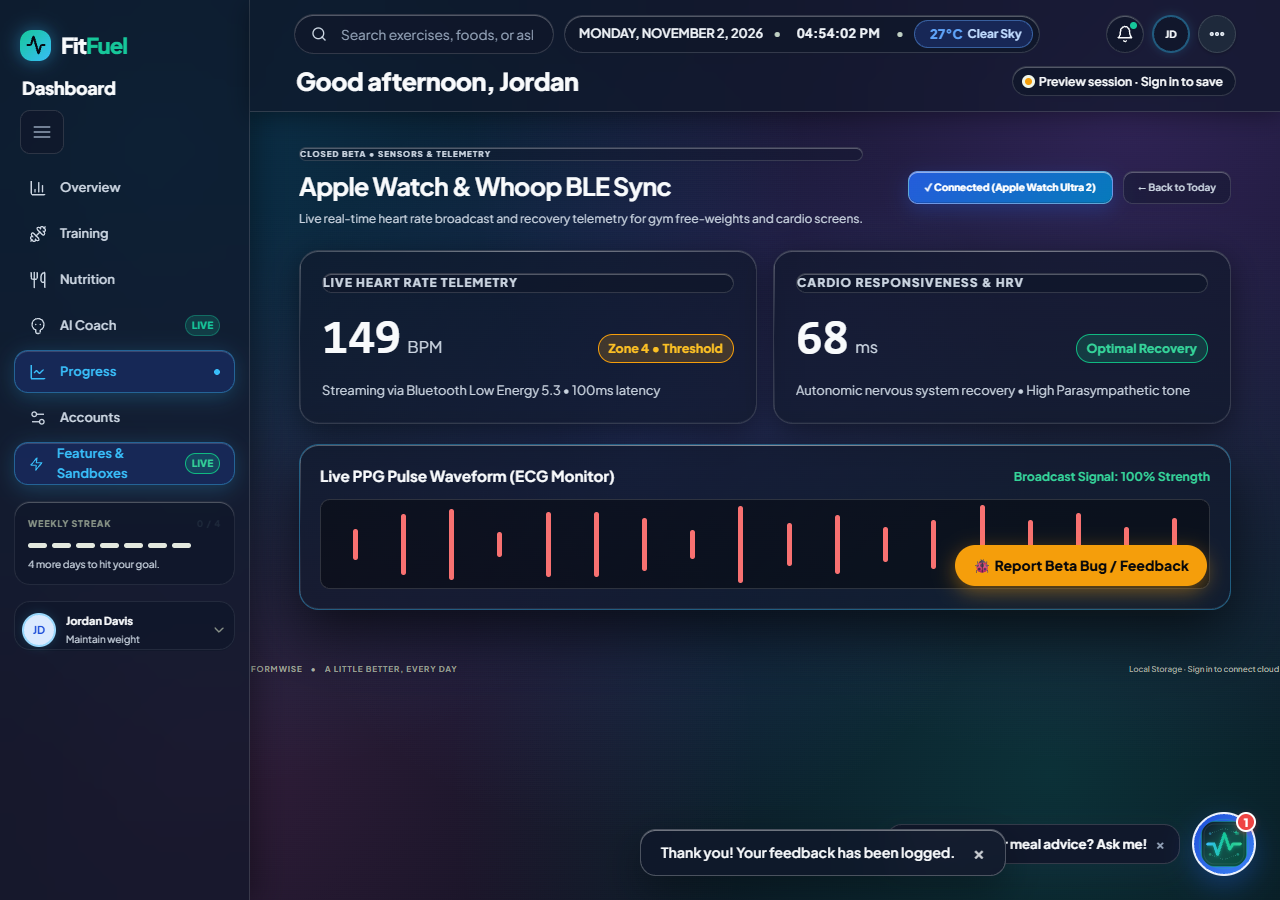 FitFuel
Search exercises, foods, or asl
MONDAY, NOVEMBER 2, 2026 • 04:54:02 PM • 27°C Clear Sky
JD
Dashboard
Good afternoon, Jordan
Preview session · Sign in to save
Overview
Training
Nutrition
AI Coach LIVE
Progress
Accounts
Features &
Sandboxes LIVE
WEEKLY STREAK 0 / 4
4 more days to hit your goal.
JD Jordan Davis
Maintain weight
CLOSED BETA • SENSORS & TELEMETRY
Apple Watch & Whoop BLE Sync
✓ Connected (Apple Watch Ultra 2)
← Back to Today
Live real-time heart rate broadcast and recovery telemetry for gym free-weights and cardio screens.
LIVE HEART RATE TELEMETRY
149 BPM
Zone 4 • Threshold
Streaming via Bluetooth Low Energy 5.3 • 100ms latency
CARDIO RESPONSIVENESS & HRV
68 ms
Optimal Recovery
Autonomic nervous system recovery • High Parasympathetic tone
Live PPG Pulse Waveform (ECG Monitor)
Broadcast Signal: 100% Strength
🐞 Report Beta Bug / Feedback
FORMWISE • A LITTLE BETTER, EVERY DAY
Local Storage · Sign in to connect cloud
Thank you! Your feedback has been logged. ×
meal advice? Ask me! ×
1